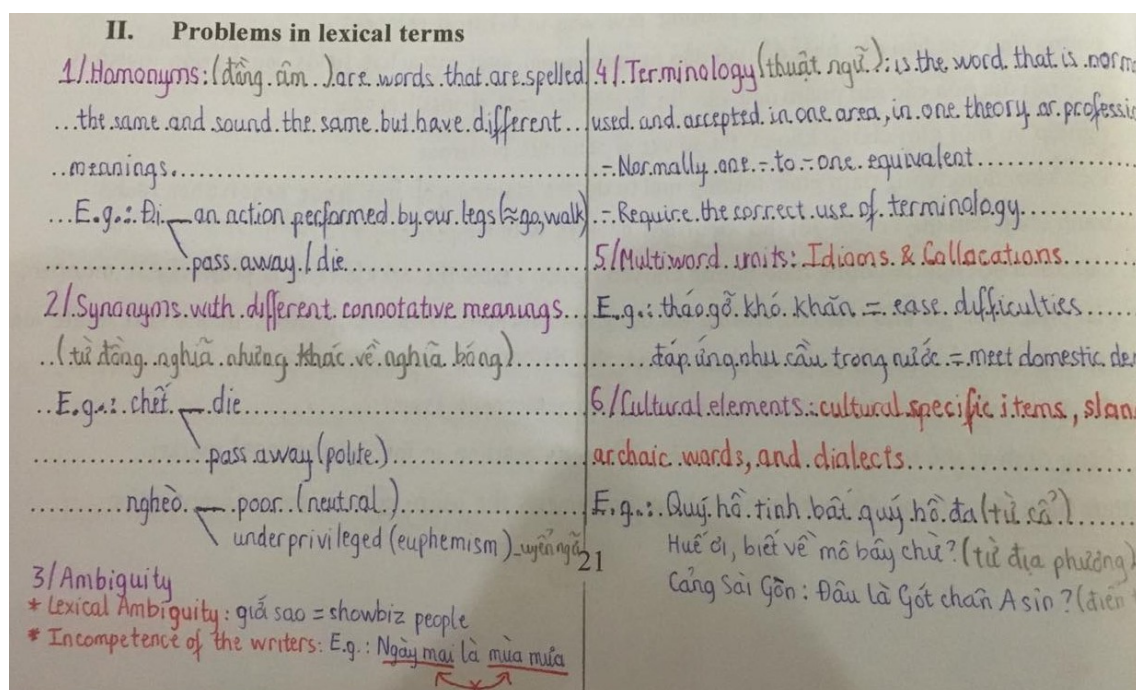 II. Problems in lexical terms
1/. Homonyms: (đồng âm) are words that are spelled
the same and sound the same but have different
meanings.
E.g.: Đi — an action performed by our legs (≈ go, walk)
pass away / die
2/. Synonyms with different connotative meanings
(từ đồng nghĩa nhưng khác về nghĩa bóng)
E.g.: chết — die
pass away (polite)
nghèo — poor (neutral)
underprivileged (euphemism) - uyển ngữ
3/ Ambiguity
* Lexical Ambiguity: giá sao = showbiz people
* Incompetence of the writers: E.g.: Ngày mai là mùa mưa
4/. Terminology (thuật ngữ): is the word that is norm
used and accepted in one area, in one theory or professi
- Normally one - to - one equivalent
- Require the correct use of terminology
5/ Multiword units: Idioms & Collocations
E.g.: tháo gỡ khó khăn = ease difficulties
đáp ứng nhu cầu trong nước = meet domestic de
6/ Cultural elements: cultural specific items, slan
archaic words, and dialects
E.g.: Quý hồ tinh bất quý hồ đa (từ cổ)
Huế ơi, biết về mô bây chừ? (từ địa phương)
Cảng Sài Gòn: Đâu là Gót chân Asin? (điển
21